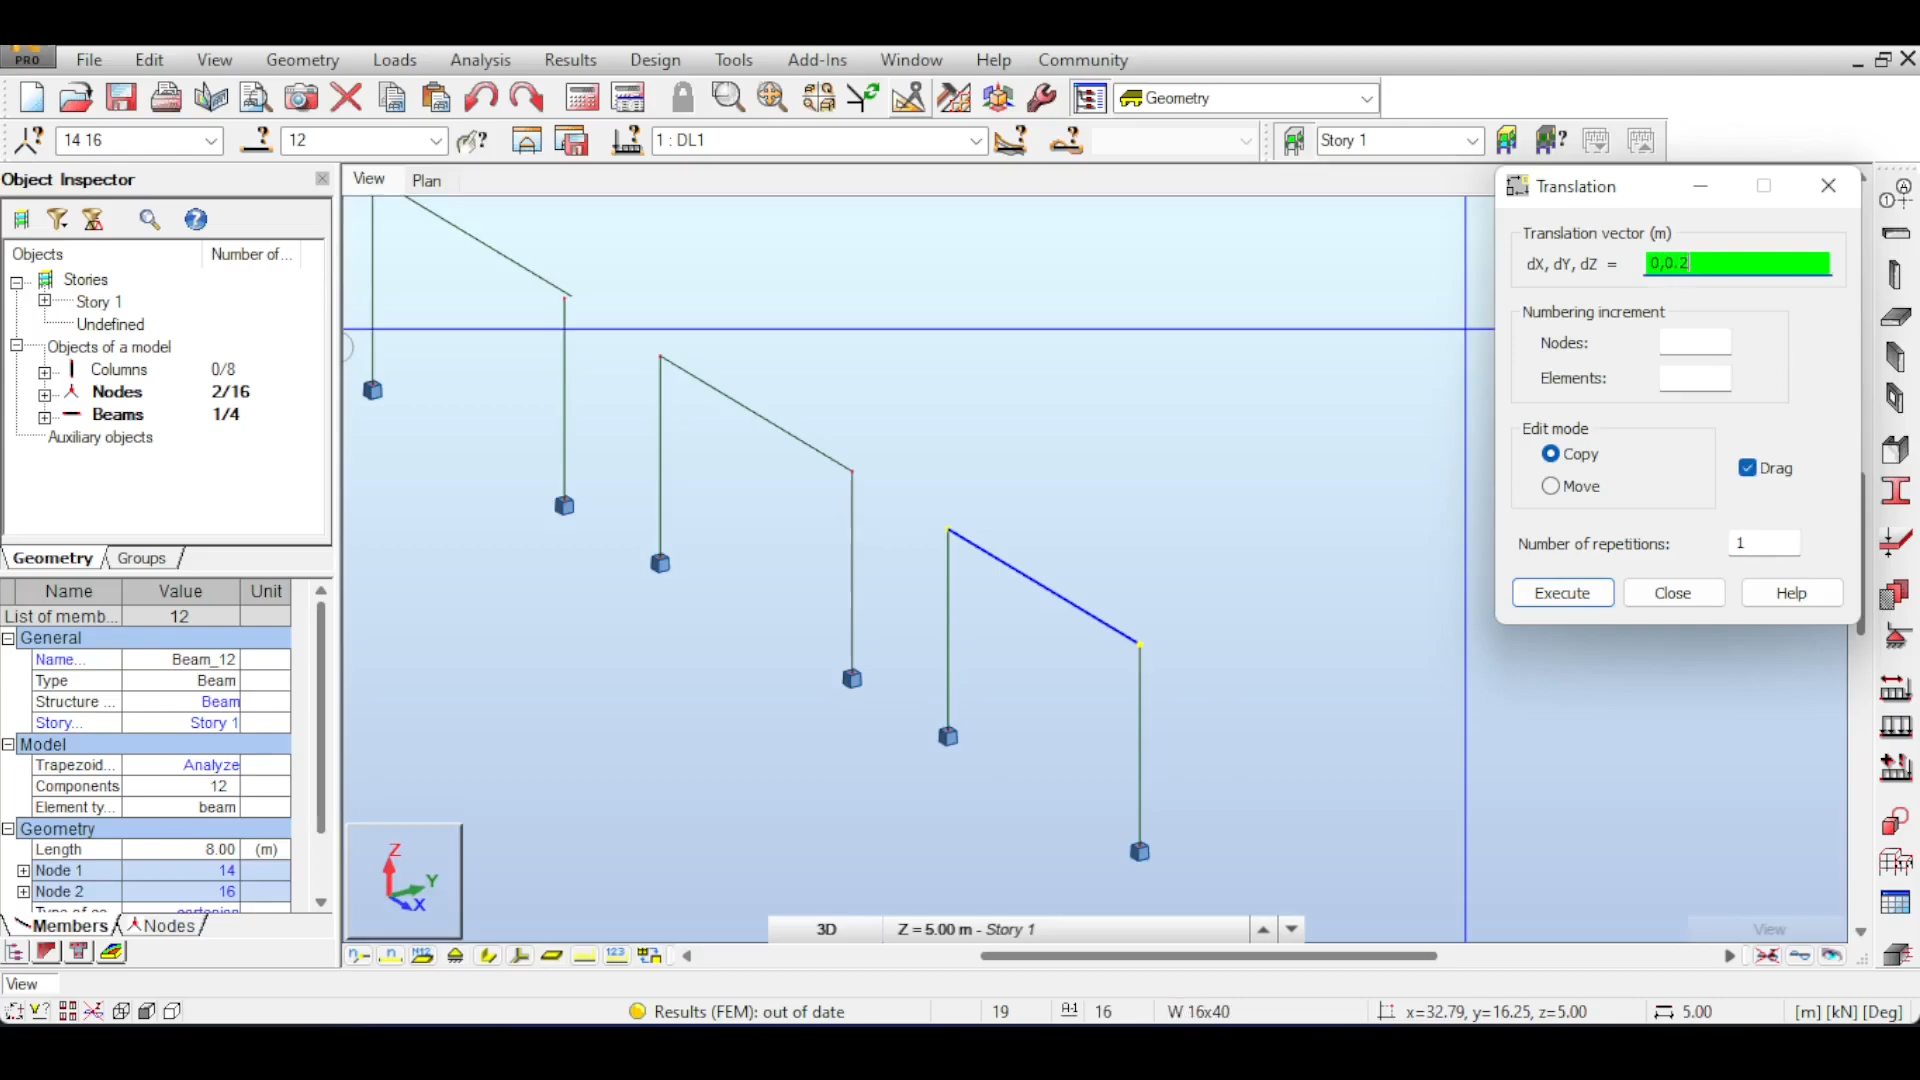 PRO File Edit View Geometry Loads Analysis Results Design Tools Add-Ins Window Help Community
Geometry
14 16 12 1 : DL1 Story 1
Object Inspector
View Plan
Objects Number of...
Stories
Story 1
Undefined
Objects of a model
Columns 0/8
Nodes 2/16
Beams 1/4
Auxiliary objects
Geometry Groups
Name Value Unit
List of memb... 12
General
Name... Beam_12
Type Beam
Structure ... Beam
Story... Story 1
Model
Trapezoid... Analyze
Components 12
Element ty... beam
Geometry
Length 8.00 (m)
Node 1 14
Node 2 16
Members Nodes
Translation
Translation vector (m)
dX, dY, dZ = 0,0.2
Numbering increment
Nodes:
Elements:
Edit mode
Copy
Drag
Move
Number of repetitions: 1
Execute Close Help
Z
Y
X
3D Z = 5.00 m - Story 1
View
View
Results (FEM): out of date 19 16 W 16x40 x=32.79, y=16.25, z=5.00 5.00 [m] [kN] [Deg]